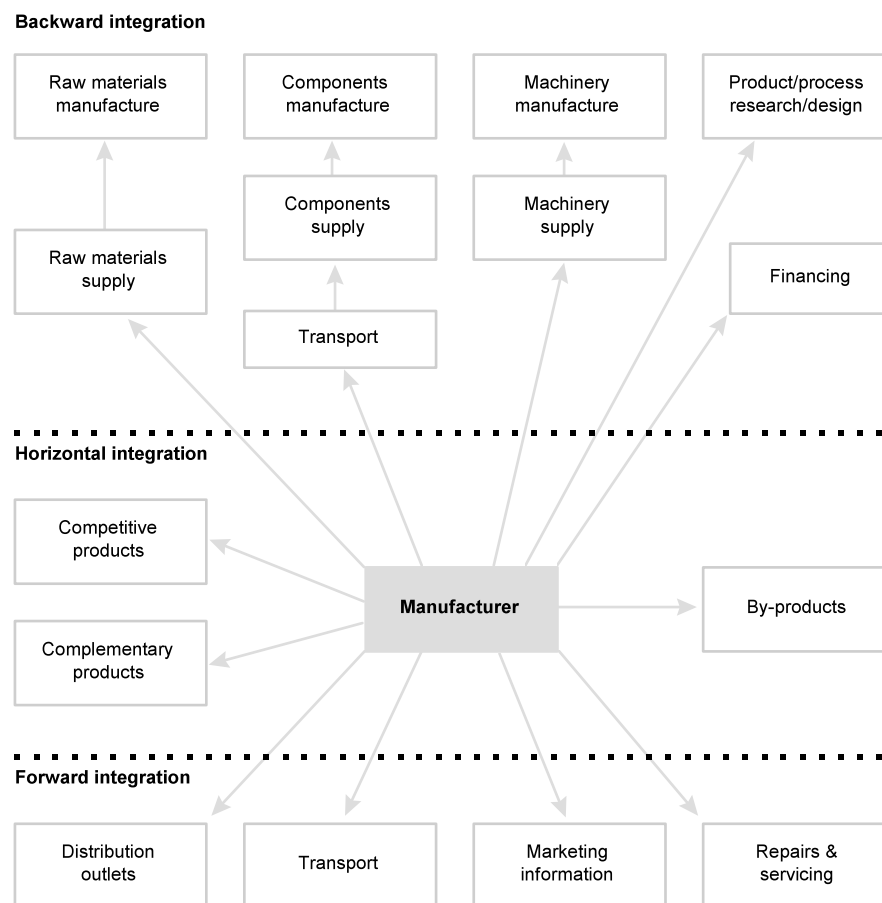 Backward integration
Raw materials
manufacture
Components
manufacture
Machinery
manufacture
Product/process
research/design
Components
supply
Machinery
supply
Raw materials
supply
Financing
Transport
Horizontal integration
Competitive
products
Manufacturer
By-products
Complementary
products
Forward integration
Distribution
outlets
Transport
Marketing
information
Repairs &
servicing